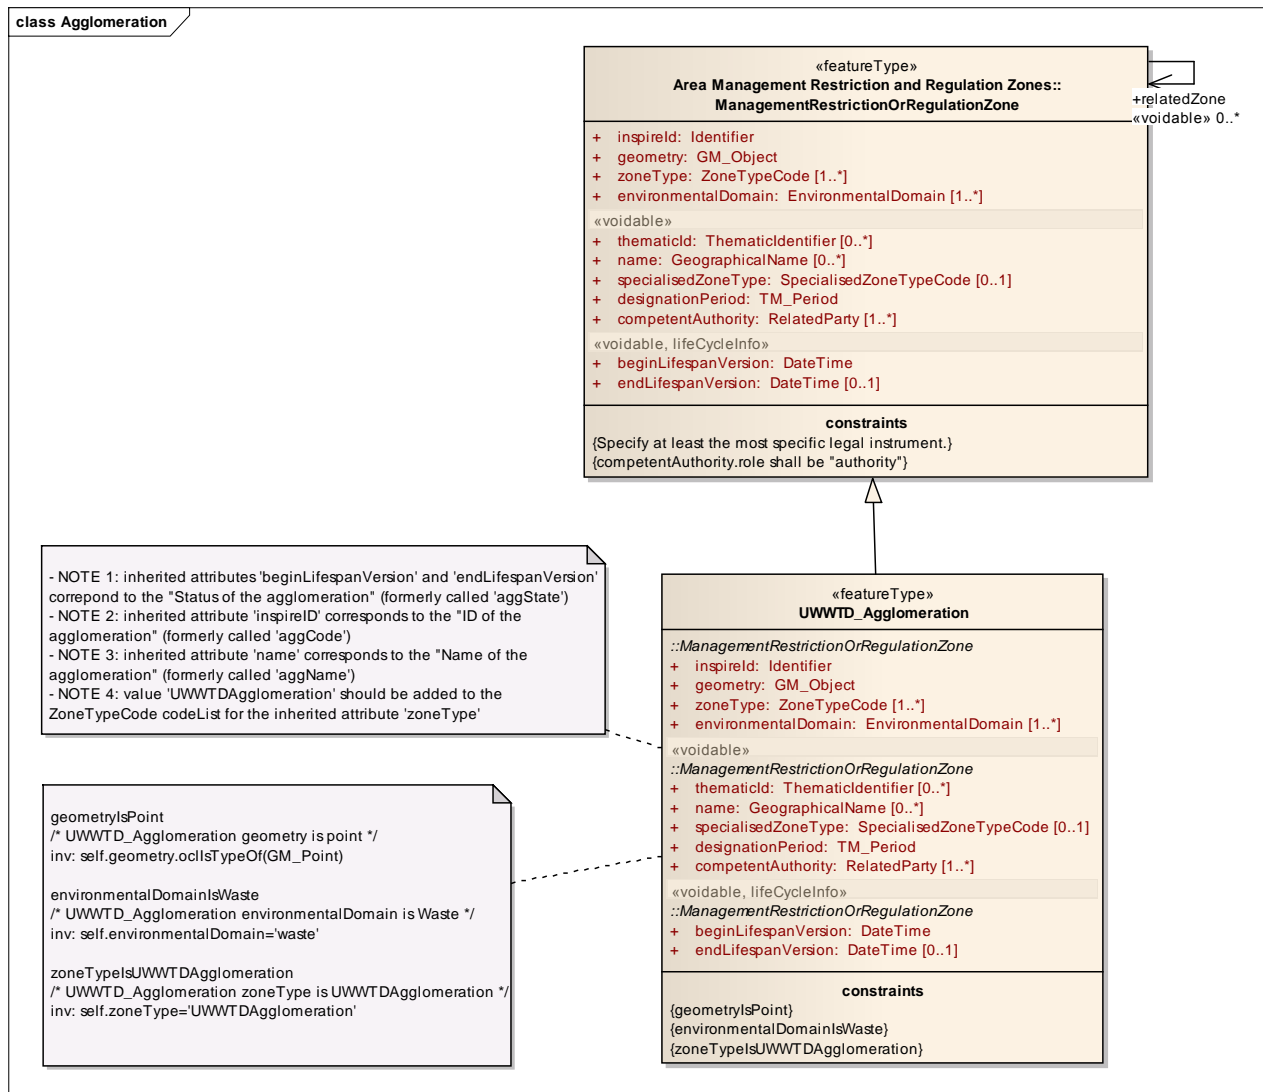 class Agglomeration
«featureType»
Area Management Restriction and Regulation Zones::
ManagementRestrictionOrRegulationZone
+ inspireId: Identifier
+ geometry: GM_Object
+ zoneType: ZoneTypeCode [1..*]
+ environmentalDomain: EnvironmentalDomain [1..*]
«voidable»
+ thematicId: ThematicIdentifier [0..*]
+ name: GeographicalName [0..*]
+ specialisedZoneType: SpecialisedZoneTypeCode [0..1]
+ designationPeriod: TM_Period
+ competentAuthority: RelatedParty [1..*]
«voidable, lifeCycleInfo»
+ beginLifespanVersion: DateTime
+ endLifespanVersion: DateTime [0..1]
constraints
{Specify at least the most specific legal instrument.}
{competentAuthority.role shall be "authority"}
+relatedZone
«voidable» 0..*
- NOTE 1: inherited attributes 'beginLifespanVersion' and 'endLifespanVersion'
correpond to the "Status of the agglomeration" (formerly called 'aggState')
- NOTE 2: inherited attribute 'inspireID' corresponds to the "ID of the
agglomeration" (formerly called 'aggCode')
- NOTE 3: inherited attribute 'name' corresponds to the "Name of the
agglomeration" (formerly called 'aggName')
- NOTE 4: value 'UWWTDAgglomeration' should be added to the
ZoneTypeCode codeList for the inherited attribute 'zoneType'
geometryIsPoint
/* UWWTD_Agglomeration geometry is point */
inv: self.geometry.oclIsTypeOf(GM_Point)
environmentalDomainIsWaste
/* UWWTD_Agglomeration environmentalDomain is Waste */
inv: self.environmentalDomain='waste'
zoneTypeIsUWWTDAgglomeration
/* UWWTD_Agglomeration zoneType is UWWTDAgglomeration */
inv: self.zoneType='UWWTDAgglomeration'
«featureType»
UWWTD_Agglomeration
::ManagementRestrictionOrRegulationZone
+ inspireId: Identifier
+ geometry: GM_Object
+ zoneType: ZoneTypeCode [1..*]
+ environmentalDomain: EnvironmentalDomain [1..*]
«voidable»
::ManagementRestrictionOrRegulationZone
+ thematicId: ThematicIdentifier [0..*]
+ name: GeographicalName [0..*]
+ specialisedZoneType: SpecialisedZoneTypeCode [0..1]
+ designationPeriod: TM_Period
+ competentAuthority: RelatedParty [1..*]
«voidable, lifeCycleInfo»
::ManagementRestrictionOrRegulationZone
+ beginLifespanVersion: DateTime
+ endLifespanVersion: DateTime [0..1]
constraints
{geometryIsPoint}
{environmentalDomainIsWaste}
{zoneTypeIsUWWTDAgglomeration}